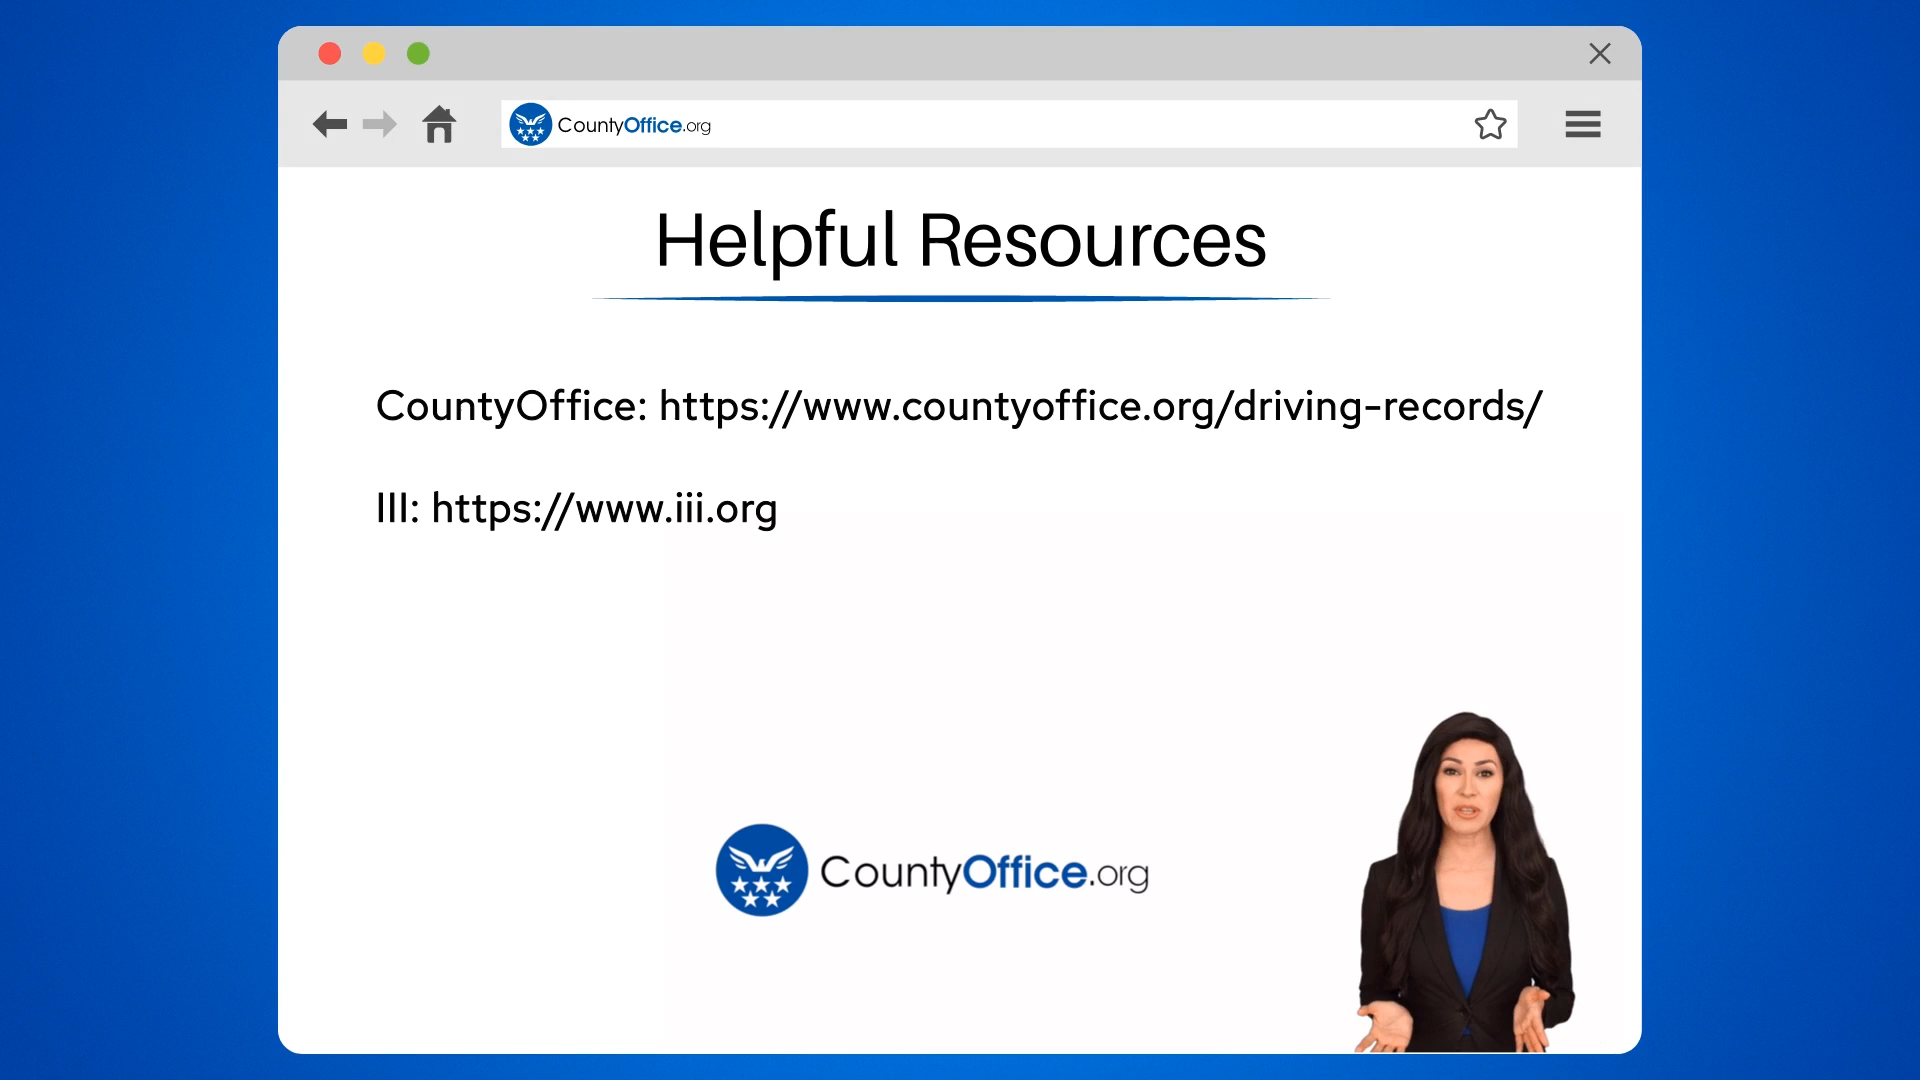 CountyOffice.org
Helpful Resources
CountyOffice: https://www.countyoffice.org/driving-records/
III: https://www.iii.org
CountyOffice.org